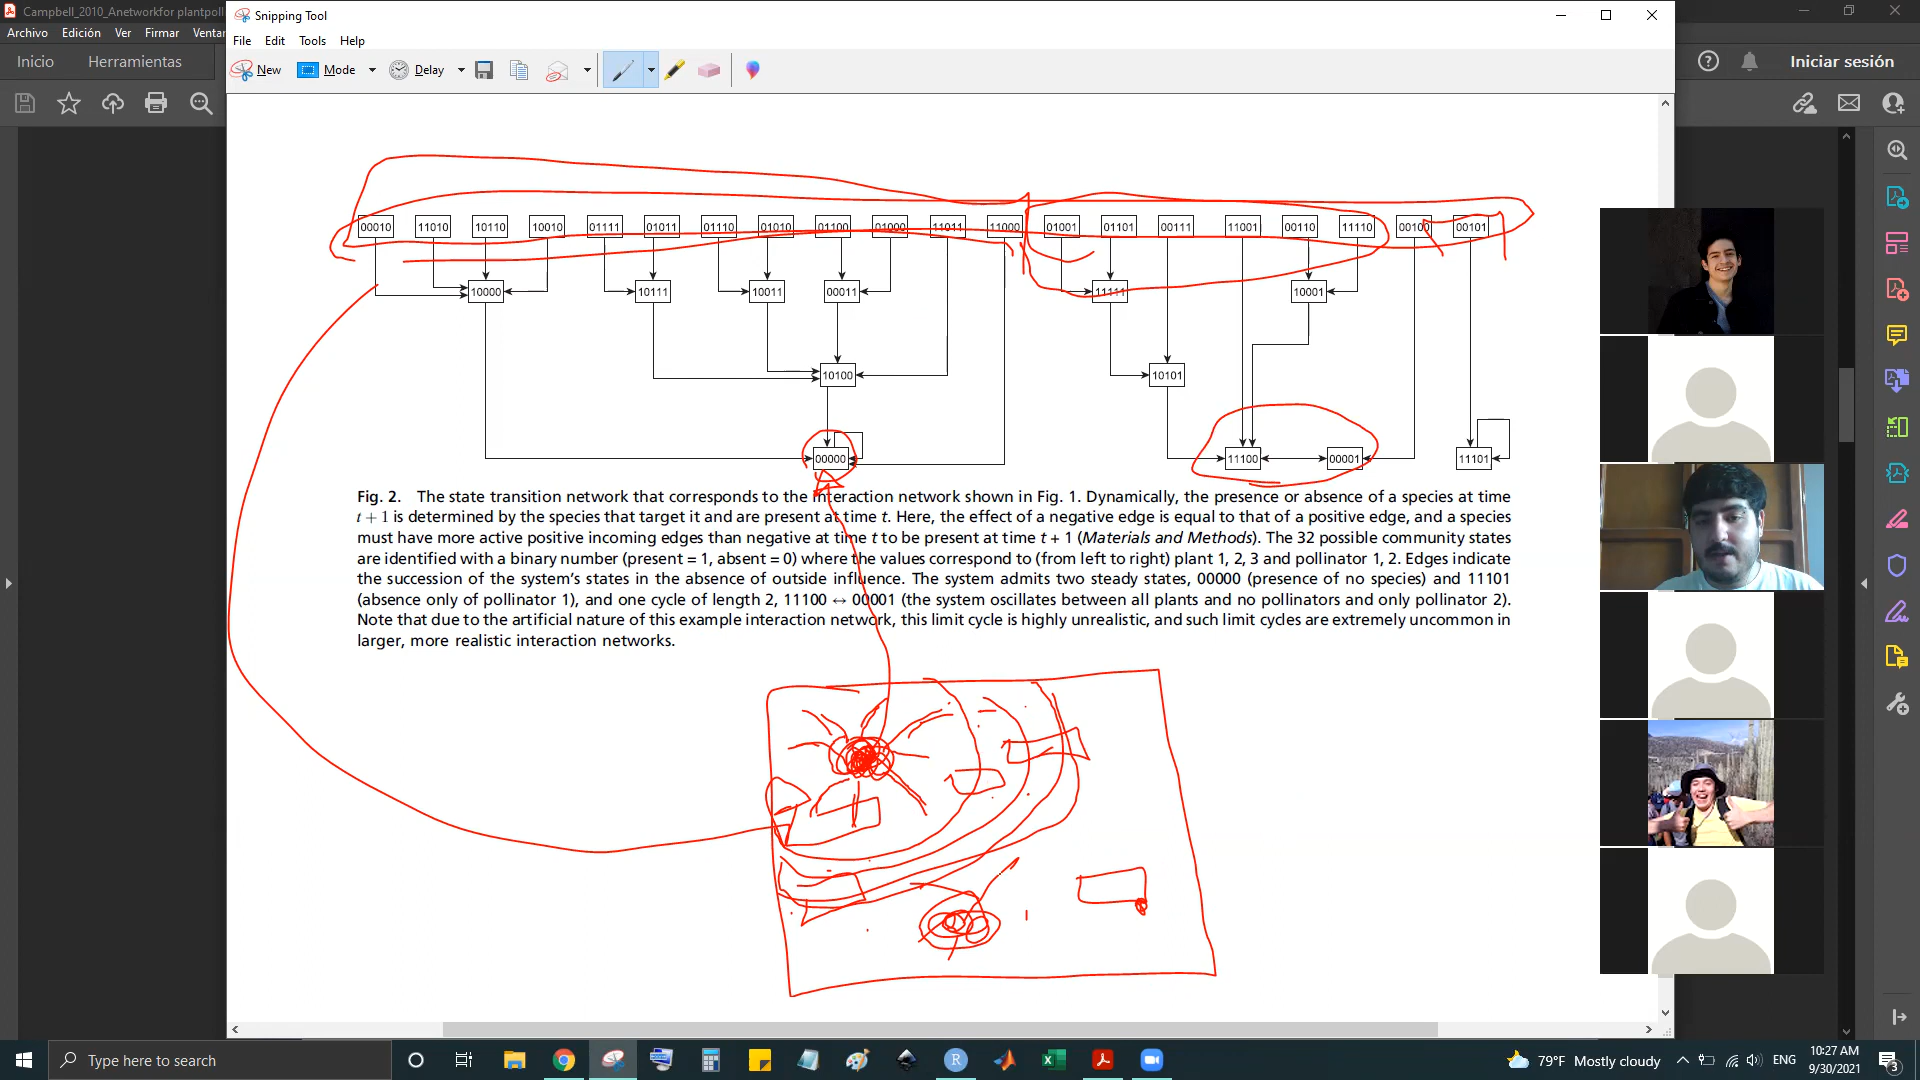 Campbell_2010_Anetworkfor plantpoll
Archivo Edición Ver Firmar Ventan
Inicio Herramientas
Iniciar sesión
Snipping Tool
File Edit Tools Help
New Mode Delay
00010 11010 10110 10010 01111 01011 01110 01010 01100 01000 11011 11000 01001 01101 00111 11001 00110 11110 00100 00101
10000 10111 10011 00011 11111 10001
10100 10101
00000 11100 00001 11101
Fig. 2. The state transition network that corresponds to the interaction network shown in Fig. 1. Dynamically, the presence or absence of a species at time
t + 1 is determined by the species that target it and are present at time t. Here, the effect of a negative edge is equal to that of a positive edge, and a species
must have more active positive incoming edges than negative at time t to be present at time t + 1 (Materials and Methods). The 32 possible community states
are identified with a binary number (present = 1, absent = 0) where the values correspond to (from left to right) plant 1, 2, 3 and pollinator 1, 2. Edges indicate
the succession of the system's states in the absence of outside influence. The system admits two steady states, 00000 (presence of no species) and 11101
(absence only of pollinator 1), and one cycle of length 2, 11100 ↔ 00001 (the system oscillates between all plants and no pollinators and only pollinator 2).
Note that due to the artificial nature of this example interaction network, this limit cycle is highly unrealistic, and such limit cycles are extremely uncommon in
larger, more realistic interaction networks.
Type here to search
79°F Mostly cloudy
ENG
10:27 AM
9/30/2021
3